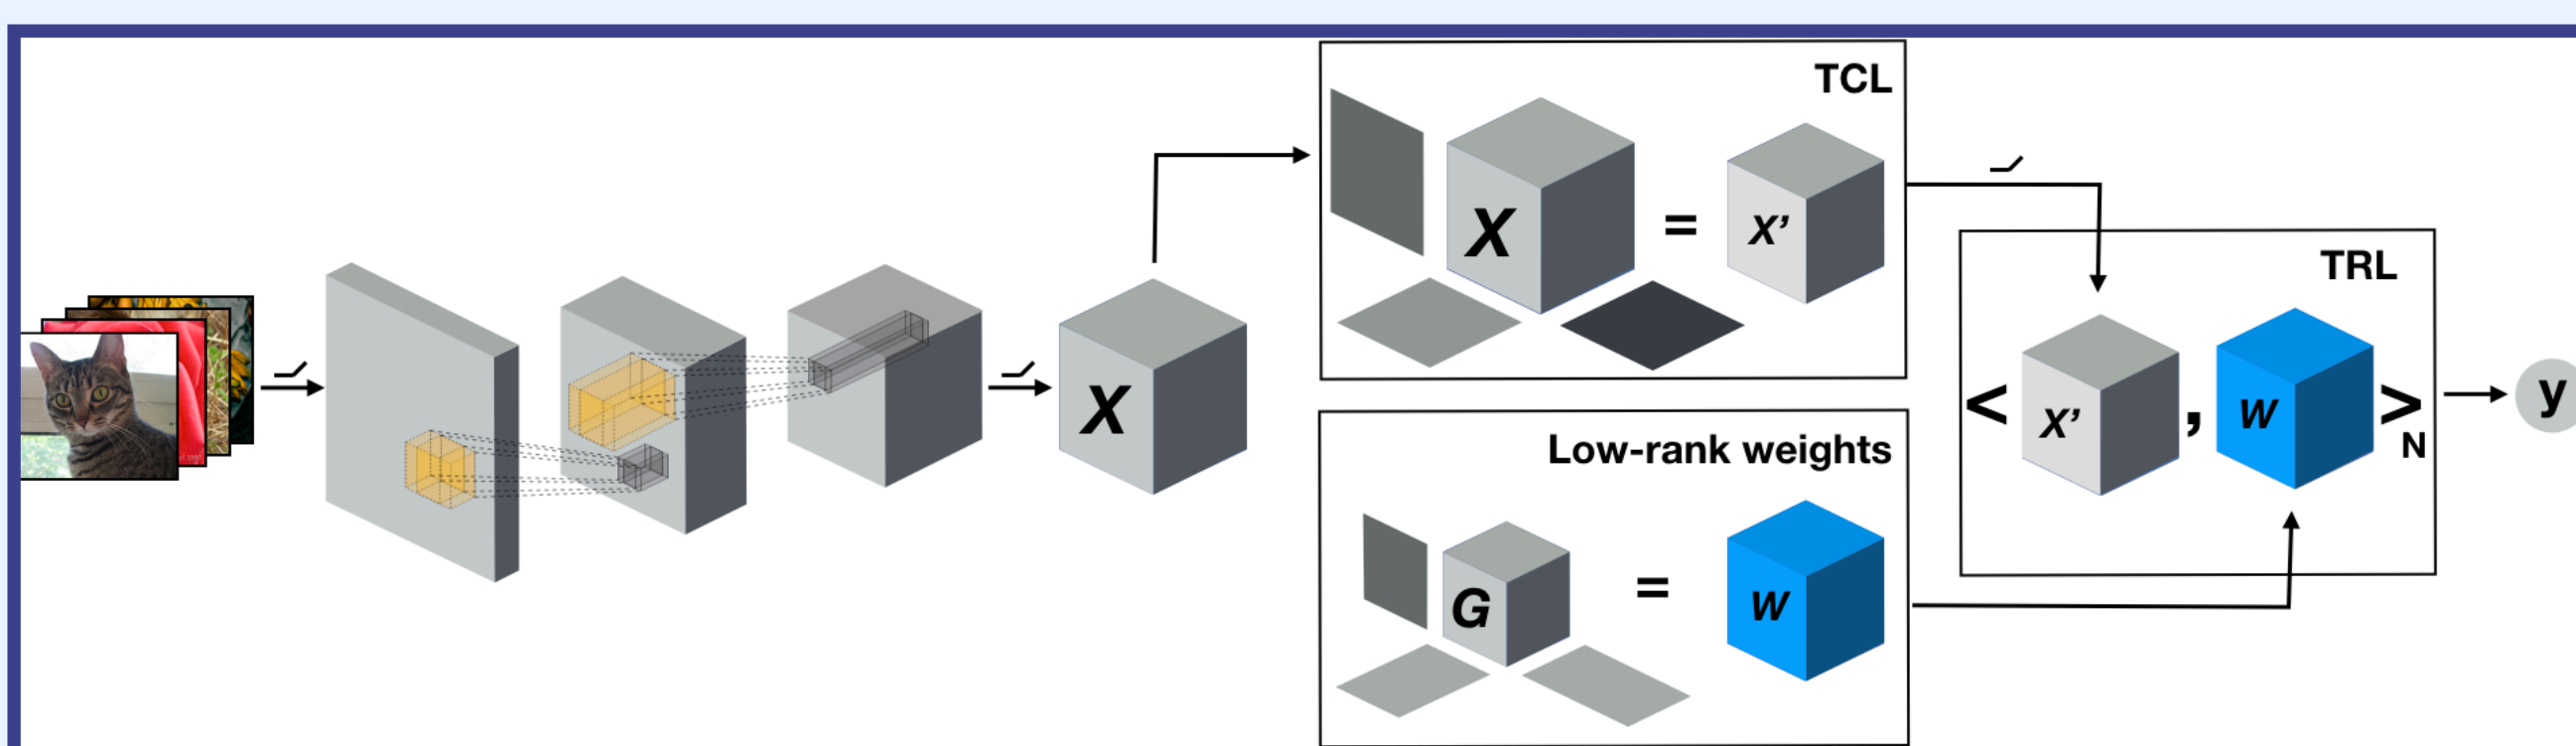 X
TCL
X
=
X'
Low-rank weights
G
=
W
TRL
<
X'
,
W
>
N
y